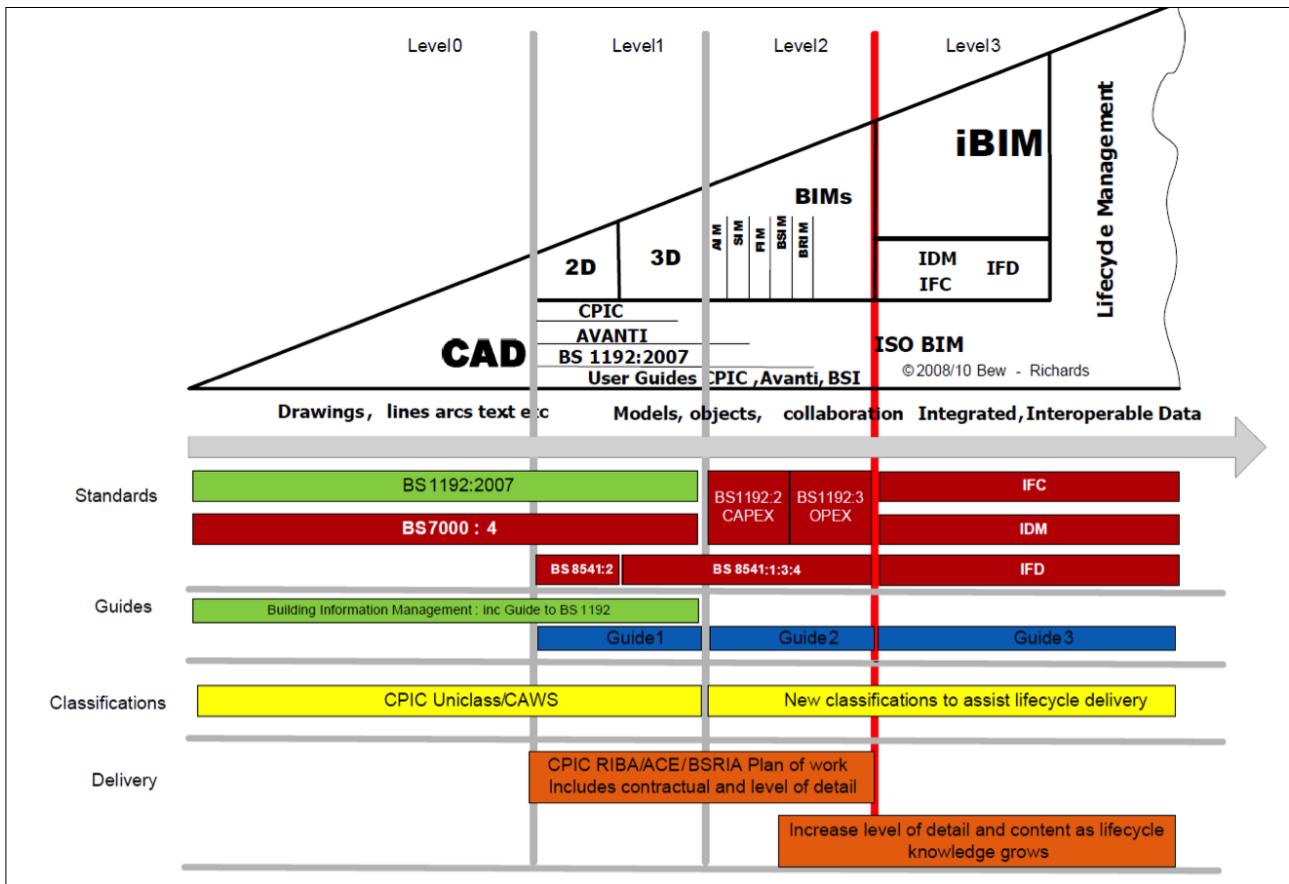 Level0 Level1 Level2 Level3
iBIM
Lifecycle Management
BIMs
AIM
SIM
FIM
BSIM
BRIM
2D 3D
IDM IFD
IFC
CPIC
AVANTI
CAD
BS 1192:2007
ISO BIM
User Guides CPIC ,Avanti, BSI
©2008/10 Bew - Richards
Drawings, lines arcs text etc Models, objects, collaboration Integrated, Interoperable Data
Standards
BS1192:2007
BS7000 : 4
BS1192:2
CAPEX
BS1192:3
OPEX
IFC
IDM
BS 8541:2 BS 8541:1:3:4 IFD
Guides
Building Information Management : inc Guide to BS 1192
Guide1 Guide2 Guide3
Classifications
CPIC Uniclass/CAWS New classifications to assist lifecycle delivery
Delivery
CPIC RIBA/ACE/BSRIA Plan of work
Includes contractual and level of detail
Increase level of detail and content as lifecycle
knowledge grows